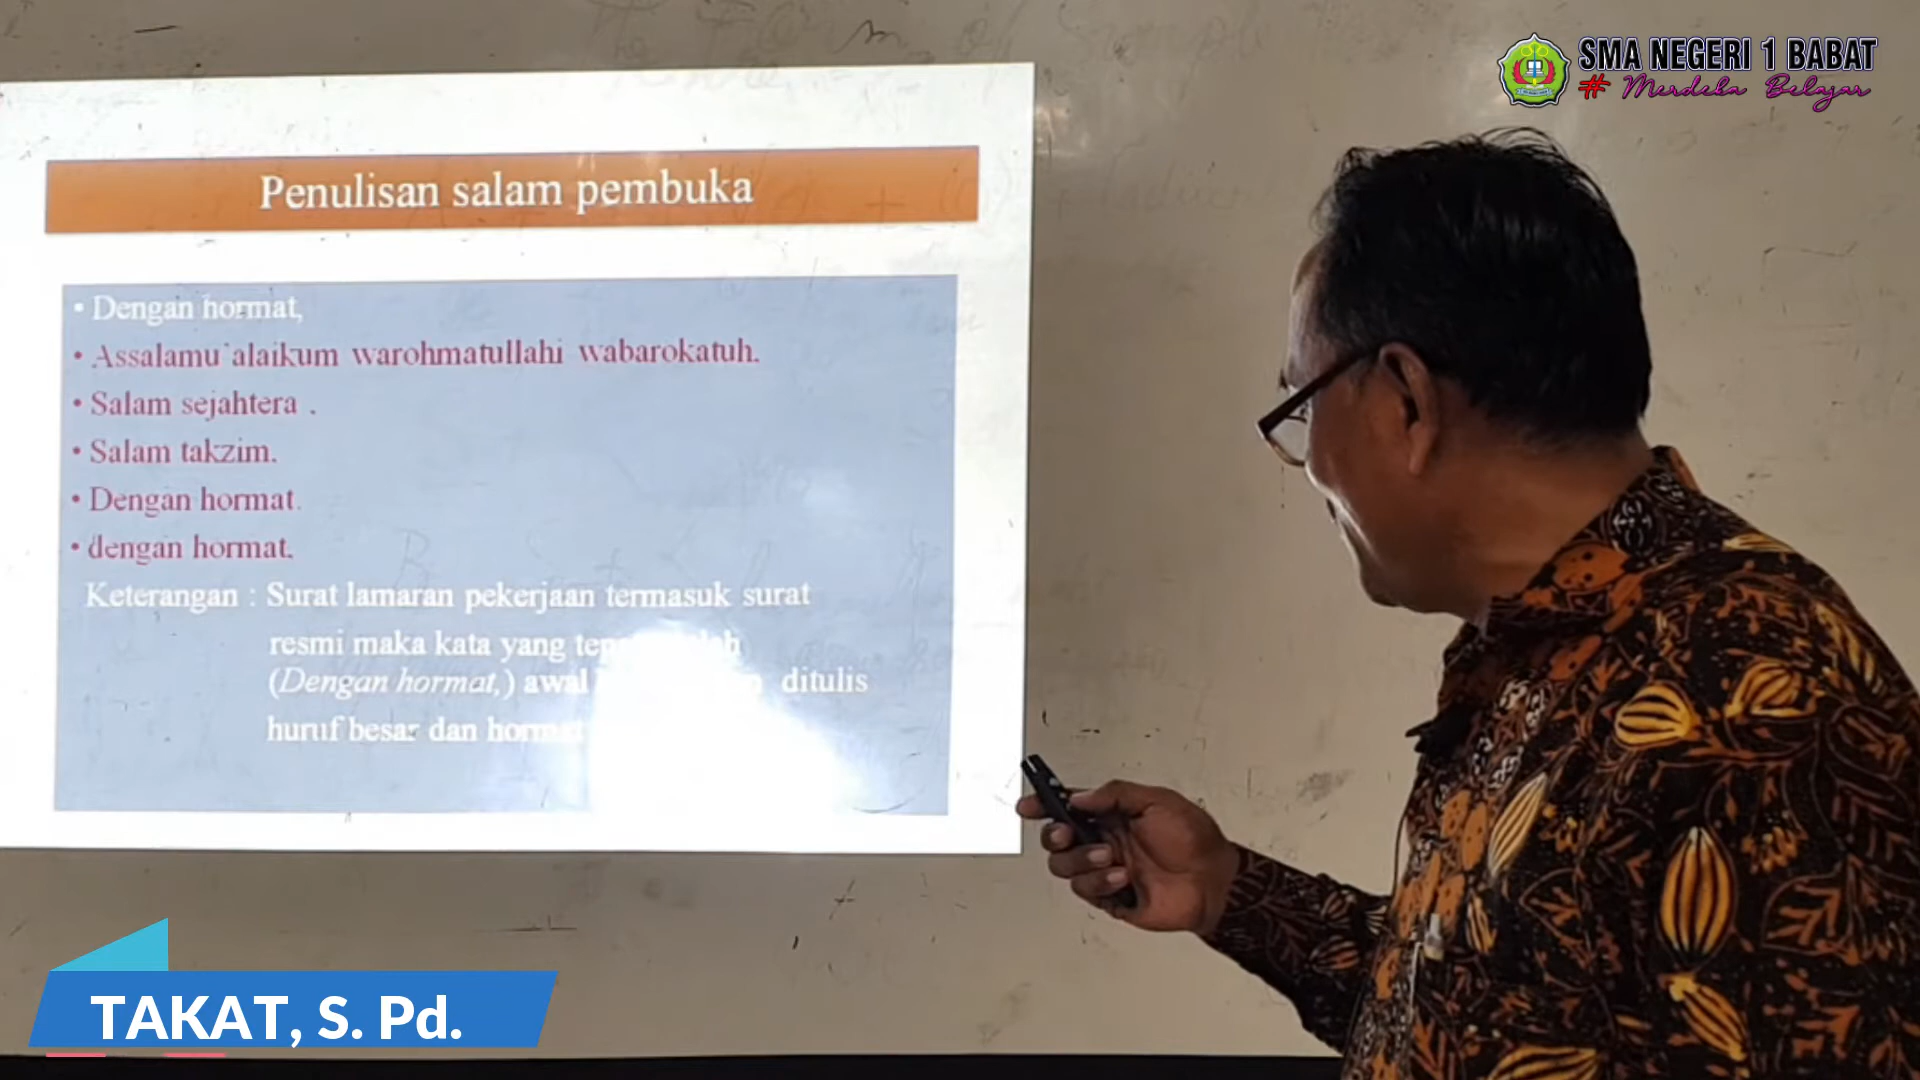 SMA NEGERI 1 BABAT
# Merdeka Belajar
Penulisan salam pembuka
• Dengan hormat,
• Assalamu'alaikum warohmatullahi wabarokatuh.
• Salam sejahtera .
• Salam takzim.
• Dengan hormat.
• dengan hormat.
Keterangan : Surat lamaran pekerjaan termasuk surat
resmi maka kata yang
(Dengan hormat,) awal ditulis
huruf besar dan
TAKAT, S. Pd.